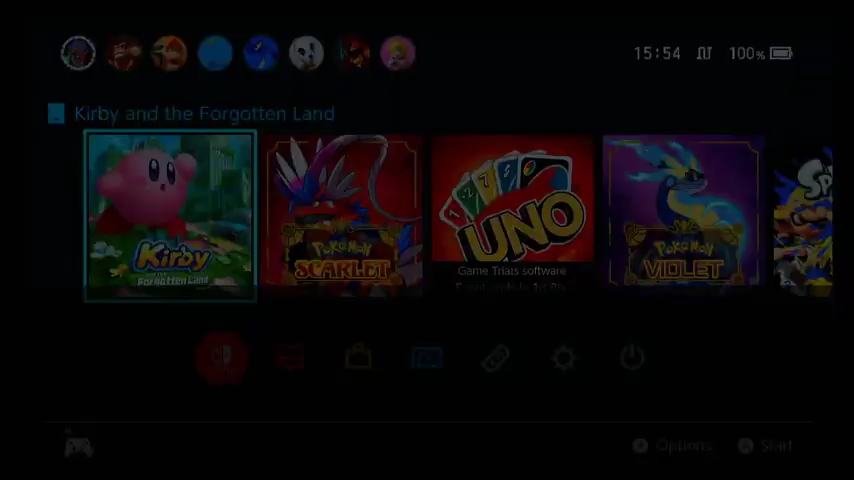 15:54 100%
Kirby and the Forgotten Land
Kirby
Forgotten Land
POKéMON
SCARLET
UNO
Game Trials software
POKéMON
VIOLET
Options
Start